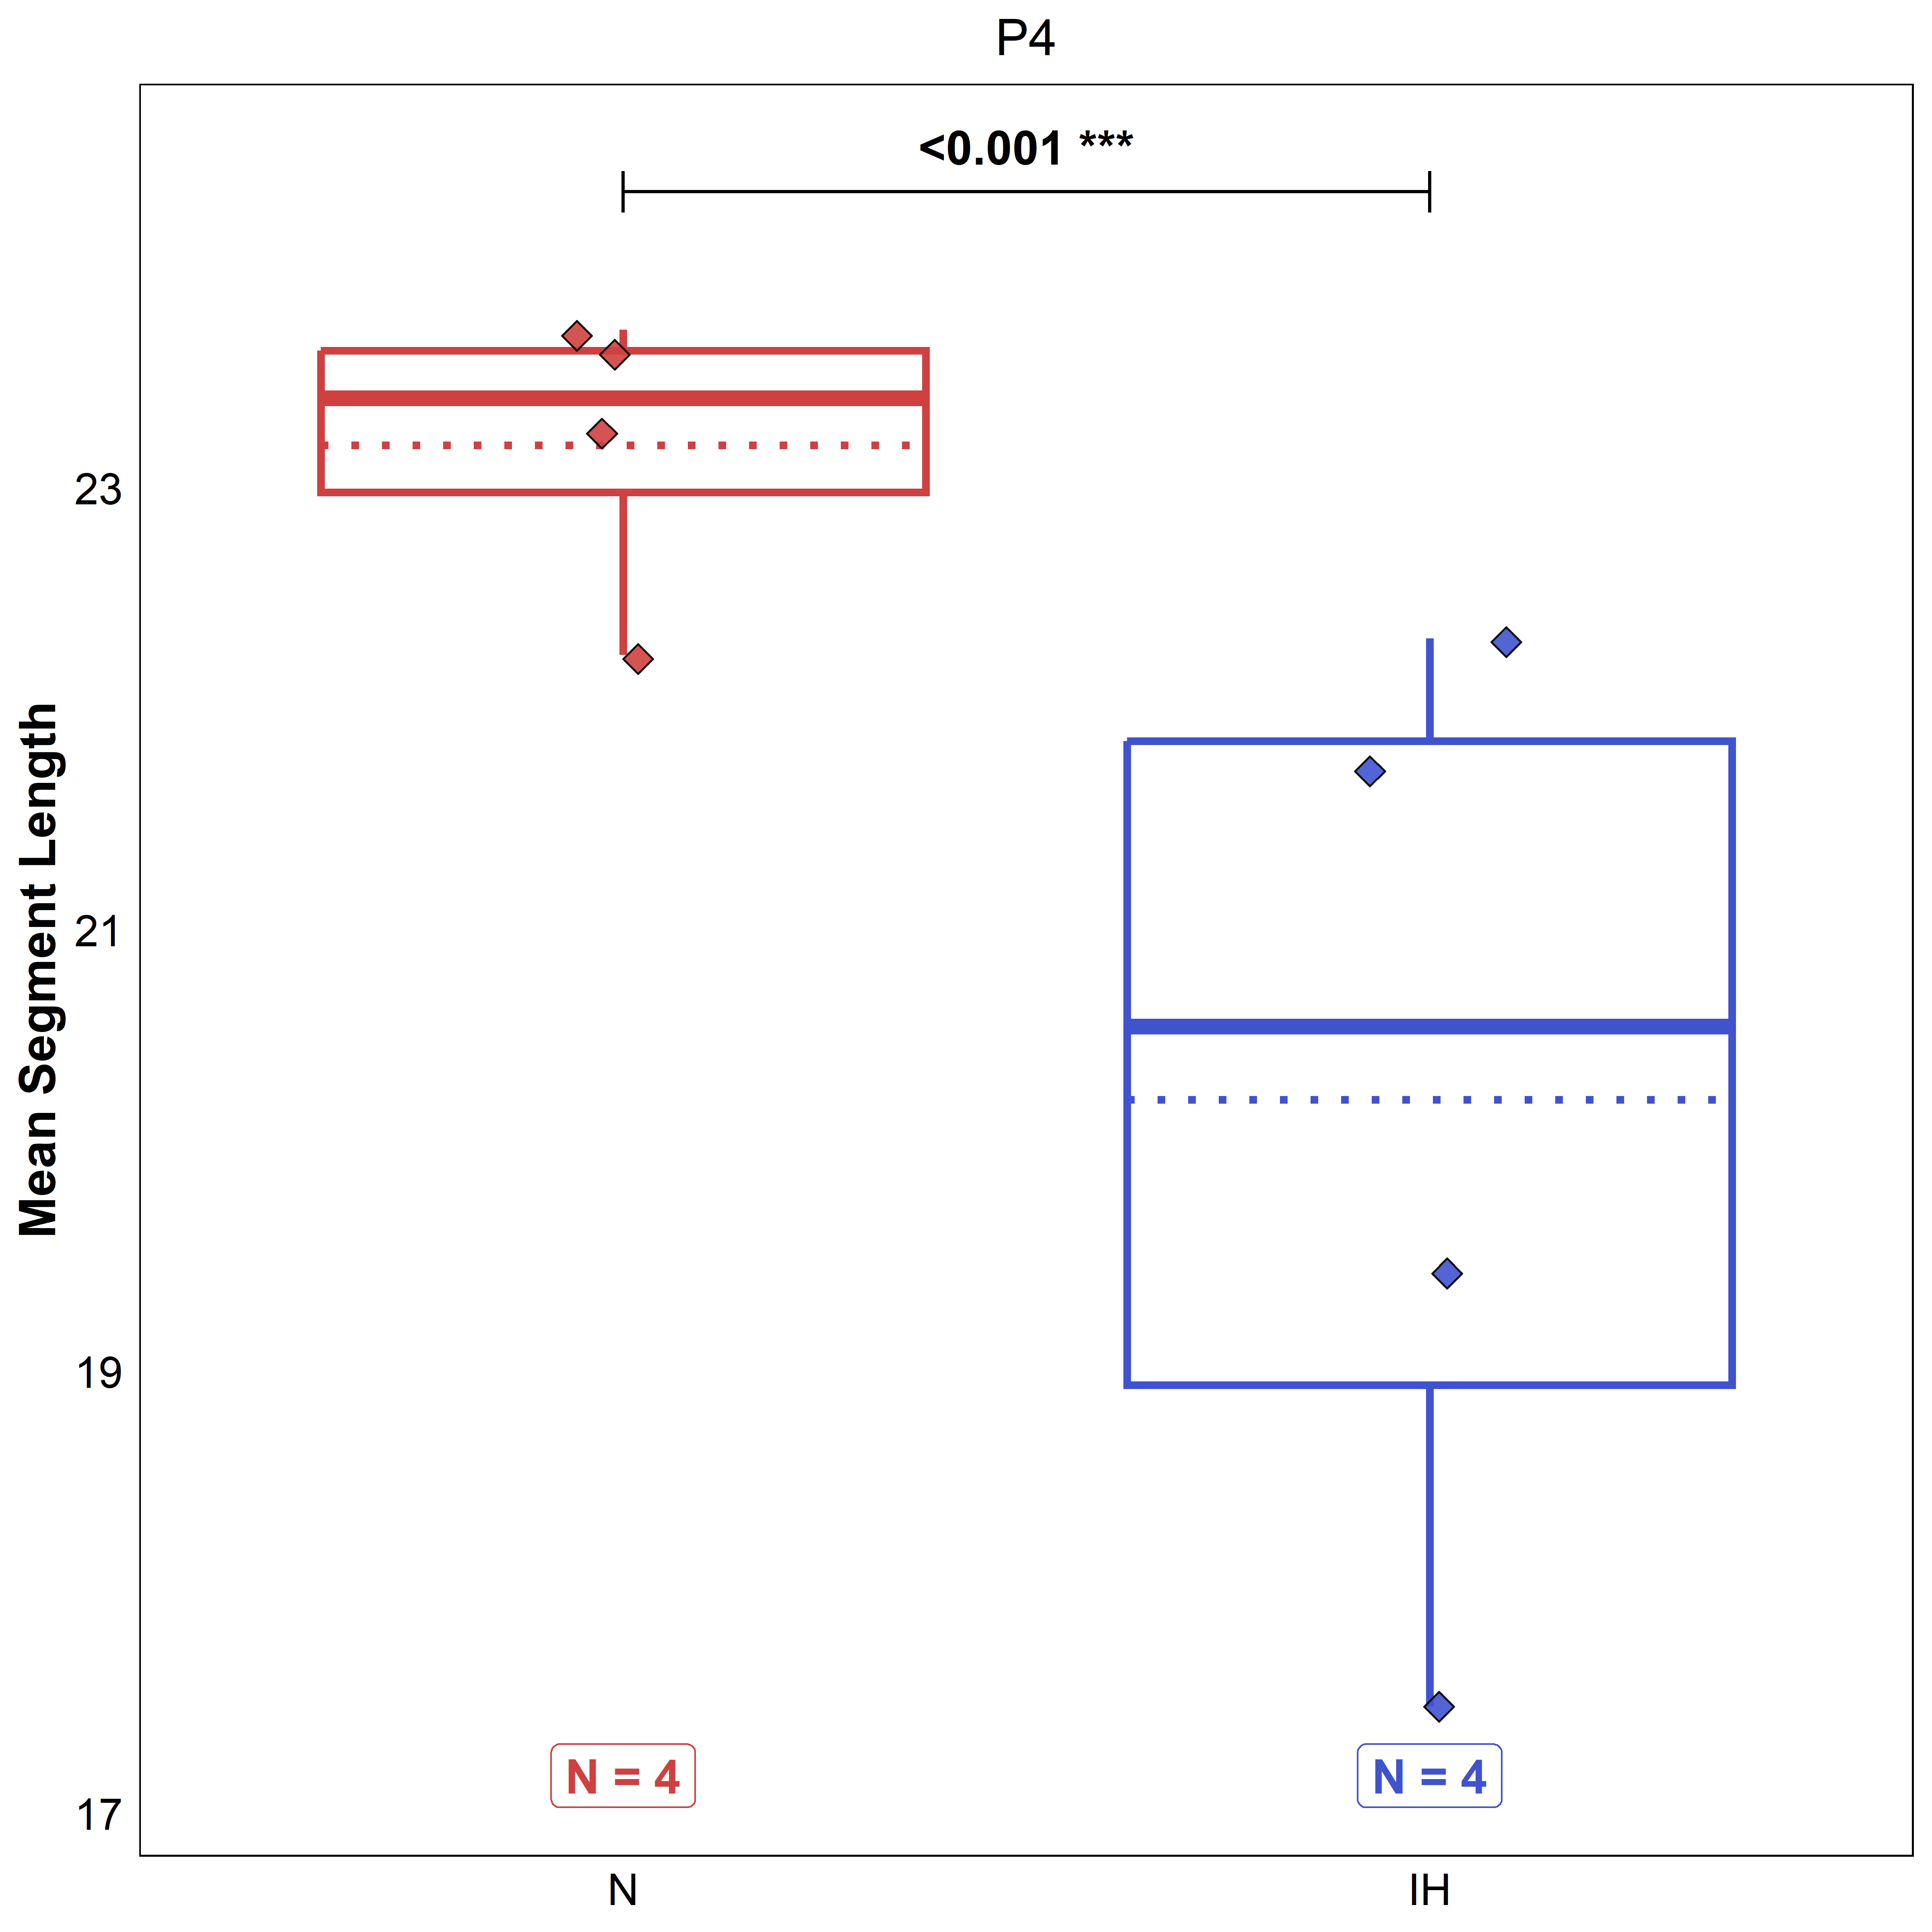 P4
<0.001 ***
Mean Segment Length
23
21
19
17
N = 4
N = 4
N
IH